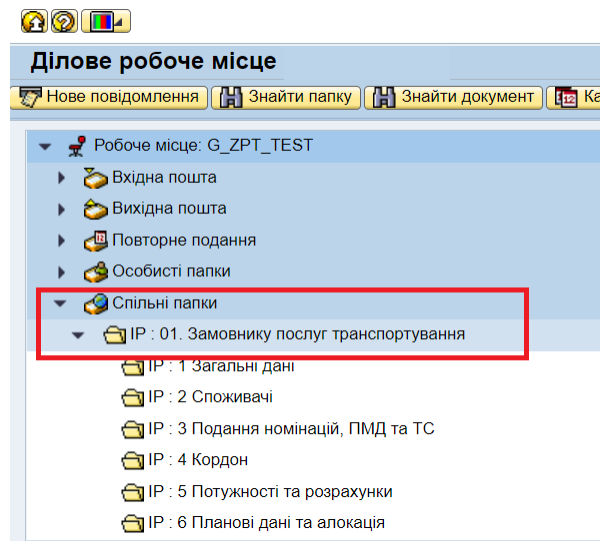 Ділове робоче місце
Нове повідомлення Знайти папку Знайти документ 12 Ка
Робоче місце: G_ZPT_TEST
Вхідна пошта
Вихідна пошта
Повторне подання
Особисті папки
Спільні папки
IP : 01. Замовнику послуг транспортування
IP : 1 Загальні дані
IP : 2 Споживачі
IP : 3 Подання номінацій, ПМД та ТС
IP : 4 Кордон
IP : 5 Потужності та розрахунки
IP : 6 Планові дані та алокація